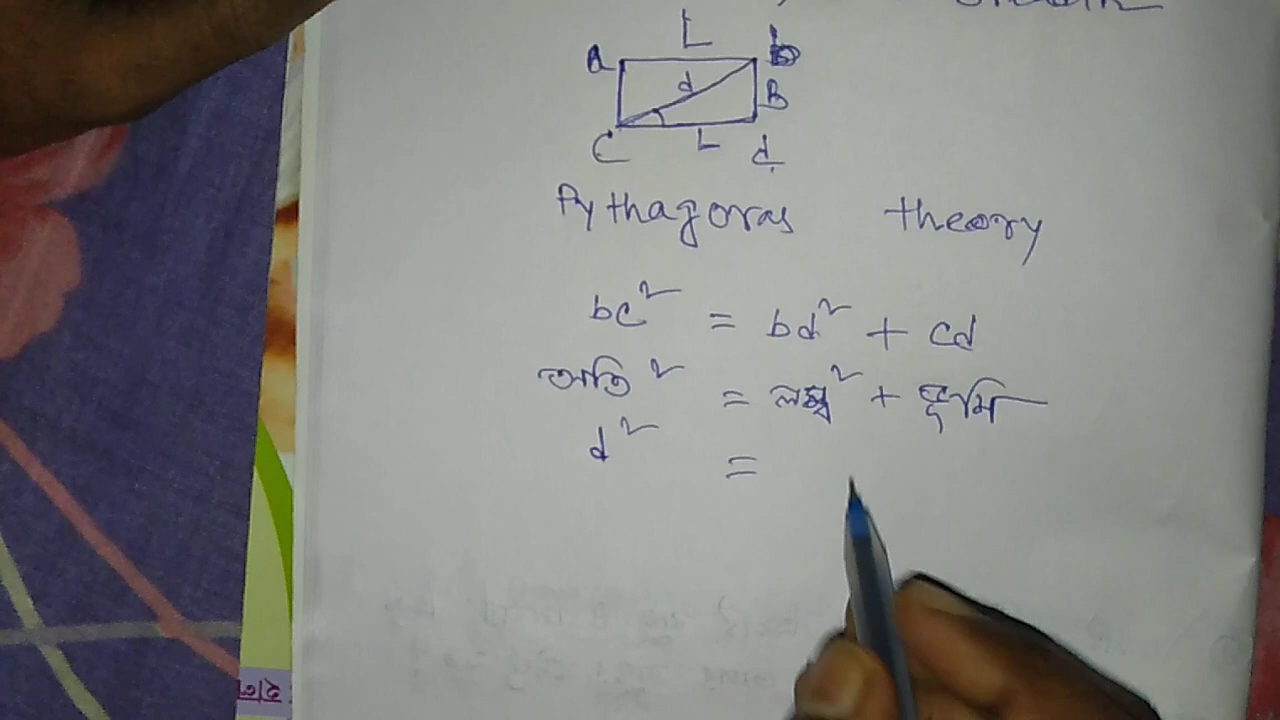 L
A b
d
B
C L d
Pythagoras theory
bc² = bd² + cd
অতি² = লম্ব² + ভূমি
d² =